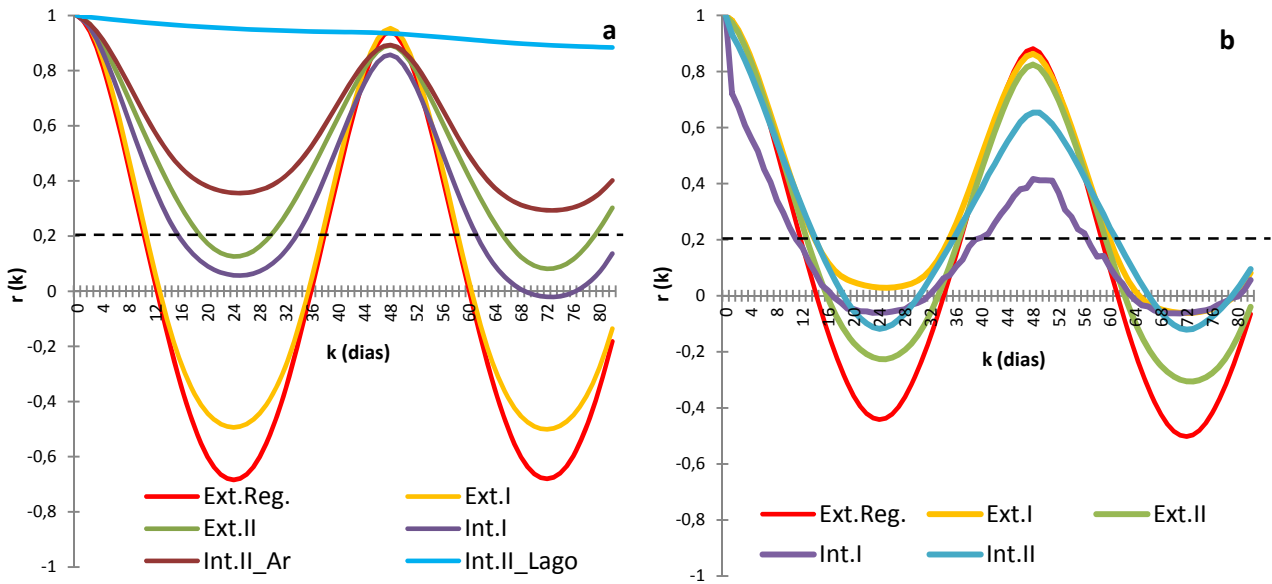 a
1
0,8
0,6
0,4
0,2
0
-0,2
-0,4
-0,6
-0,8
-1
r (k)
0 4 8 12 16 20 24 28 32 36 40 44 48 52 56 60 64 68 72 76 80
k (dias)
Ext.Reg. Ext.I
Ext.II Int.I
Int.II_Ar Int.II_Lago
b
1
0,8
0,6
0,4
0,2
0
-0,2
-0,4
-0,6
-0,8
-1
r (k)
0 4 8 12 16 20 24 28 32 36 40 44 48 52 56 60 64 68 72 76 80
k (dias)
Ext.Reg. Ext.I Ext.II
Int.I Int.II